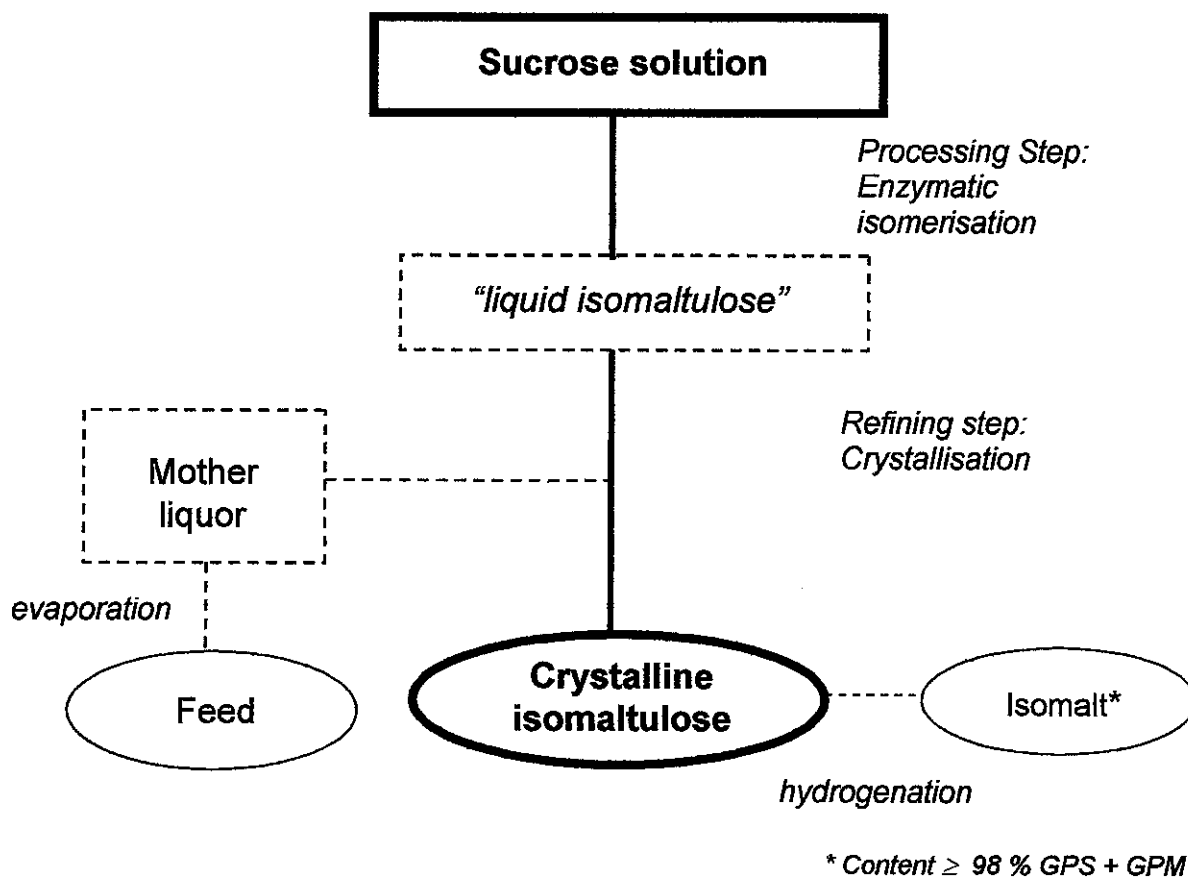 Sucrose solution
Processing Step:
Enzymatic
isomerisation
“liquid isomaltulose”
Refining step:
Crystallisation
Mother
liquor
evaporation
Feed
Crystalline
isomaltulose
Isomalt*
hydrogenation
* Content ≥ 98 % GPS + GPM